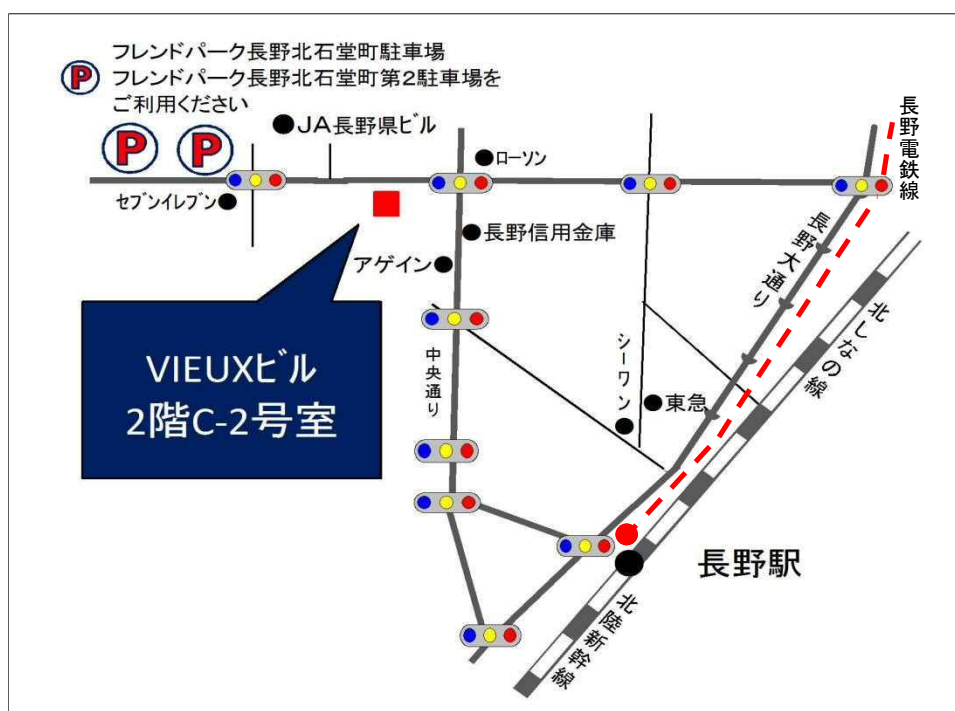 フレンドパーク長野北石堂町駐車場
P フレンドパーク長野北石堂町第2駐車場を
ご利用ください
P P
JA長野県ビル
ローソン
長野電鉄線
セブンイレブン
長野信用金庫
アゲイン
長野大通り
北しなの線
VIEUXビル
2階C-2号室
中央通り
シーワン
東急
長野駅
北陸新幹線